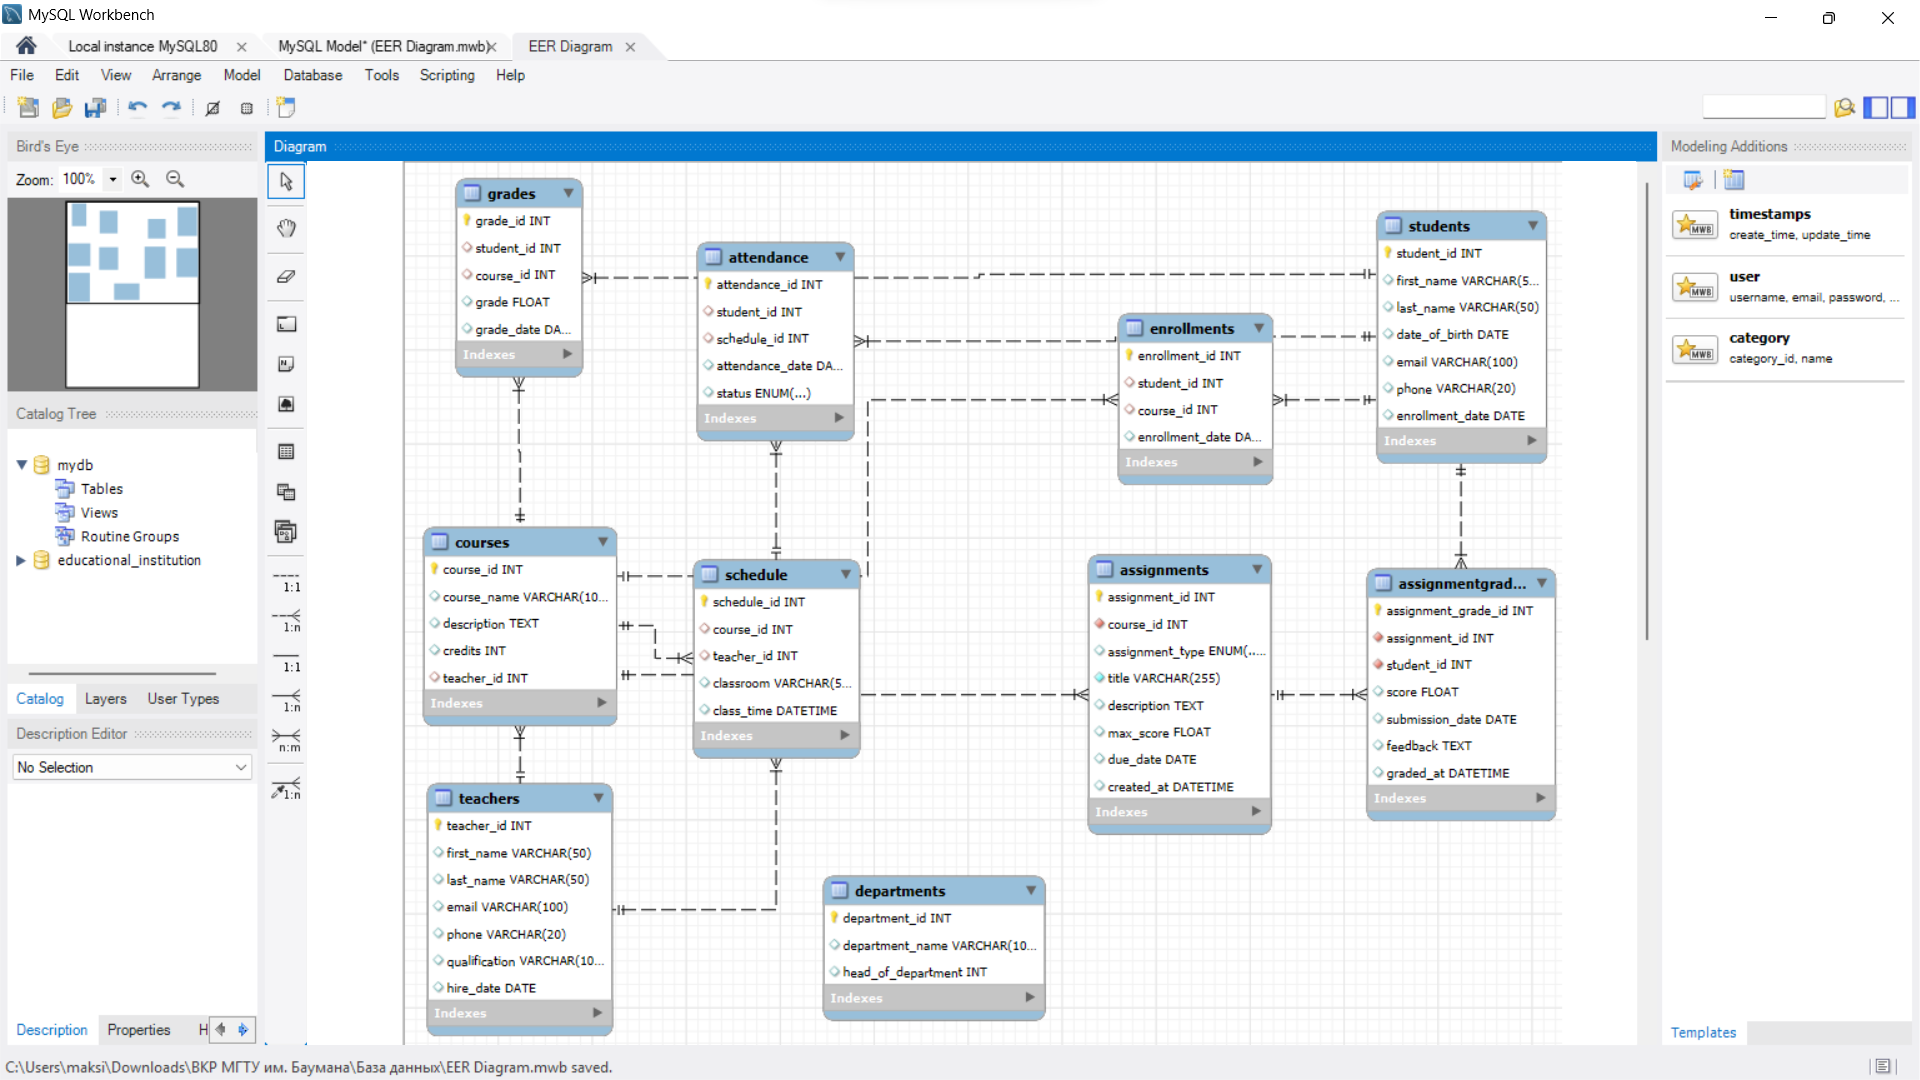 MySQL Workbench
Local instance MySQL80
MySQL Model* (EER Diagram.mwb)
EER Diagram
File Edit View Arrange Model Database Tools Scripting Help
Bird's Eye
Zoom: 100%
Catalog Tree
mydb
Tables
Views
Routine Groups
educational_institution
Catalog Layers User Types
Description Editor
No Selection
Description Properties H
Diagram
1:1
1:n
1:1
1:n
n:m
1:n
grades
grade_id INT
student_id INT
course_id INT
grade FLOAT
grade_date DA...
Indexes
attendance
attendance_id INT
student_id INT
schedule_id INT
attendance_date DA...
status ENUM(...)
Indexes
enrollments
enrollment_id INT
student_id INT
course_id INT
enrollment_date DA...
Indexes
students
student_id INT
first_name VARCHAR(5...
last_name VARCHAR(50)
date_of_birth DATE
email VARCHAR(100)
phone VARCHAR(20)
enrollment_date DATE
Indexes
courses
course_id INT
course_name VARCHAR(10...
description TEXT
credits INT
teacher_id INT
Indexes
schedule
schedule_id INT
course_id INT
teacher_id INT
classroom VARCHAR(5...
class_time DATETIME
Indexes
assignments
assignment_id INT
course_id INT
assignment_type ENUM(.....
title VARCHAR(255)
description TEXT
max_score FLOAT
due_date DATE
created_at DATETIME
Indexes
assignmentgrad...
assignment_grade_id INT
assignment_id INT
student_id INT
score FLOAT
submission_date DATE
feedback TEXT
graded_at DATETIME
Indexes
teachers
teacher_id INT
first_name VARCHAR(50)
last_name VARCHAR(50)
email VARCHAR(100)
phone VARCHAR(20)
qualification VARCHAR(10...
hire_date DATE
Indexes
departments
department_id INT
department_name VARCHAR(10...
head_of_department INT
Indexes
Modeling Additions
MWB
timestamps
create_time, update_time
MWB
user
username, email, password, ...
MWB
category
category_id, name
Templates
C:\Users\maksi\Downloads\ВКР МГТУ им. Баумана\База данных\EER Diagram.mwb saved.